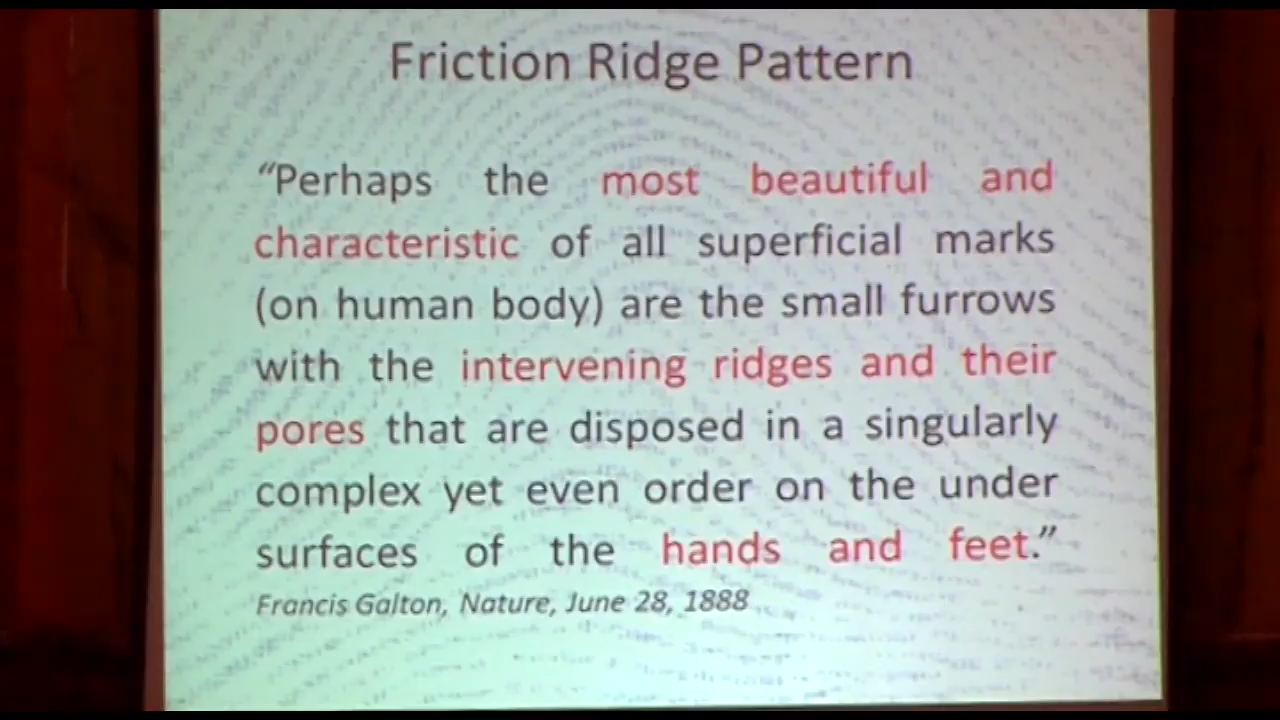 Friction Ridge Pattern
“Perhaps the most beautiful and
characteristic of all superficial marks
(on human body) are the small furrows
with the intervening ridges and their
pores that are disposed in a singularly
complex yet even order on the under
surfaces of the hands and feet.”
Francis Galton, Nature, June 28, 1888